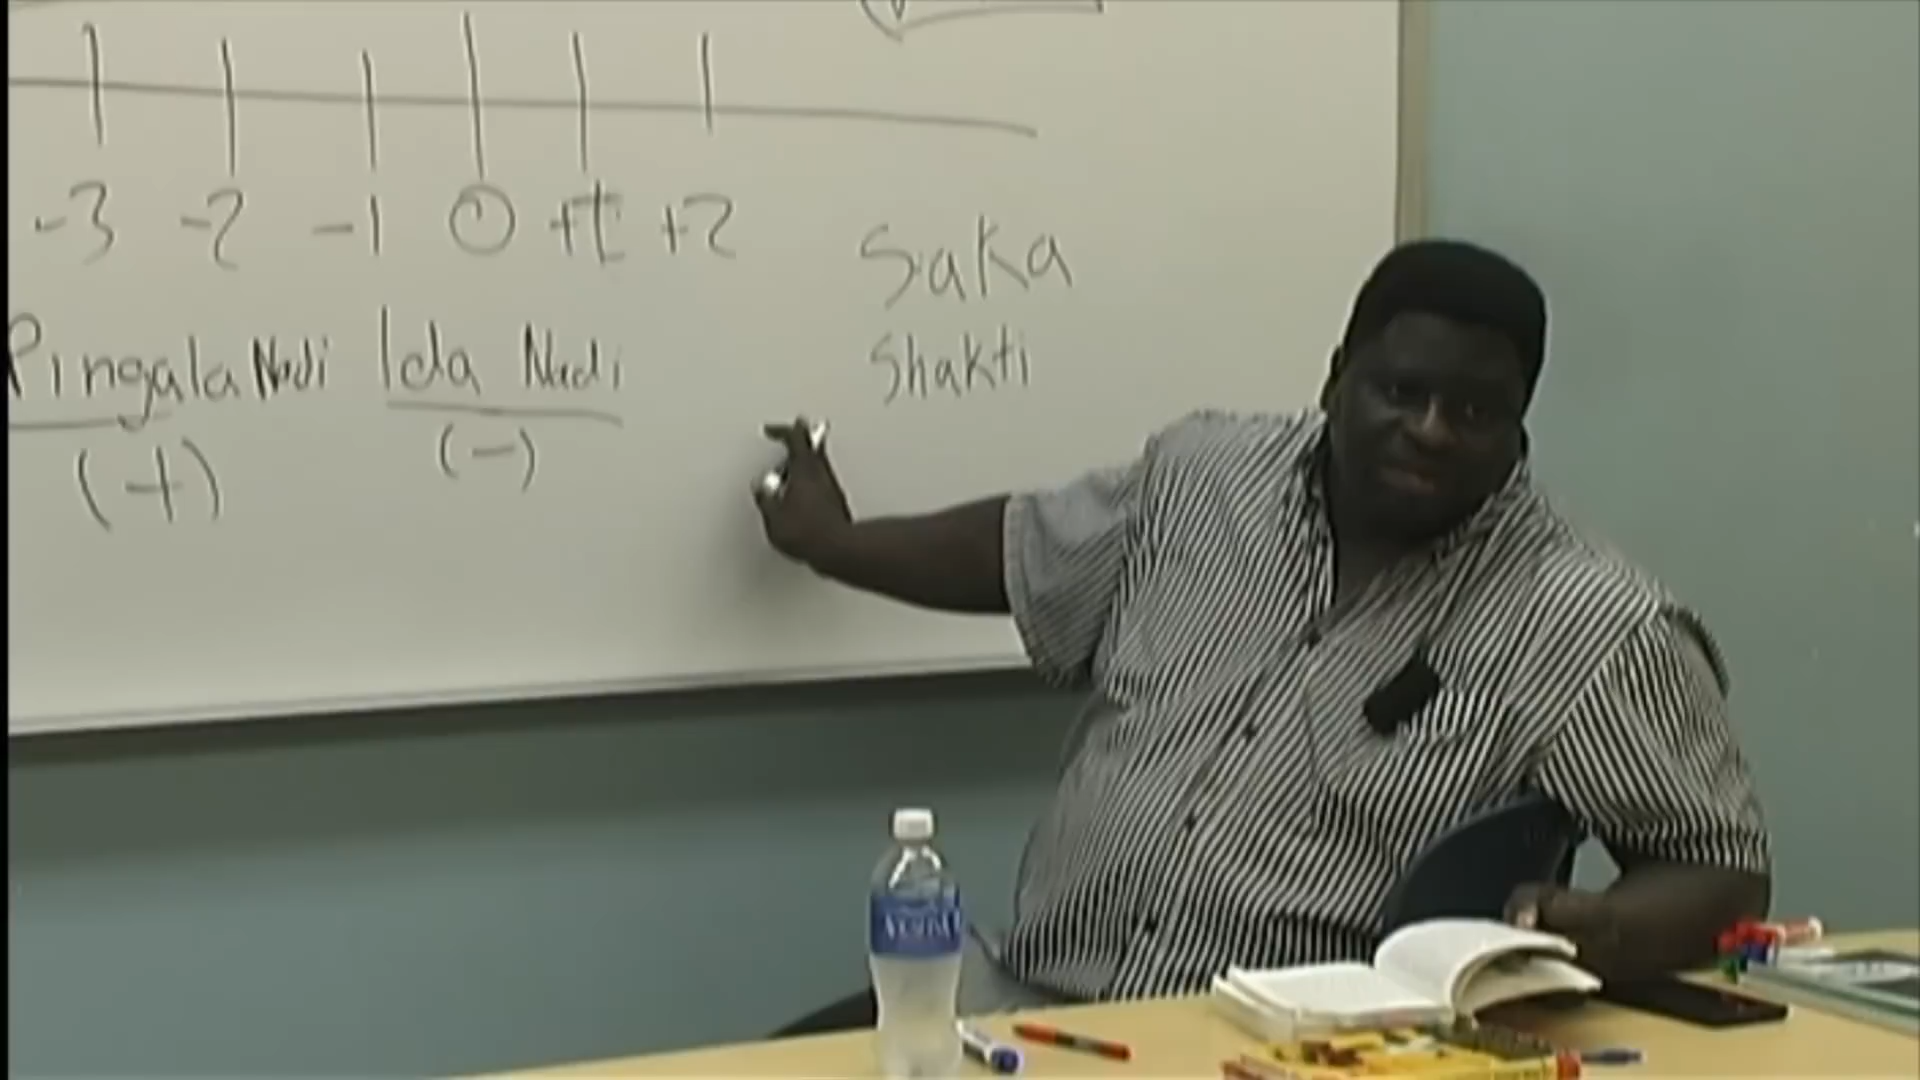 -3 -2 -1 0 +1 +2
Saka
Pingala Nadi Ida Nadi
Shakti
(+) (-)